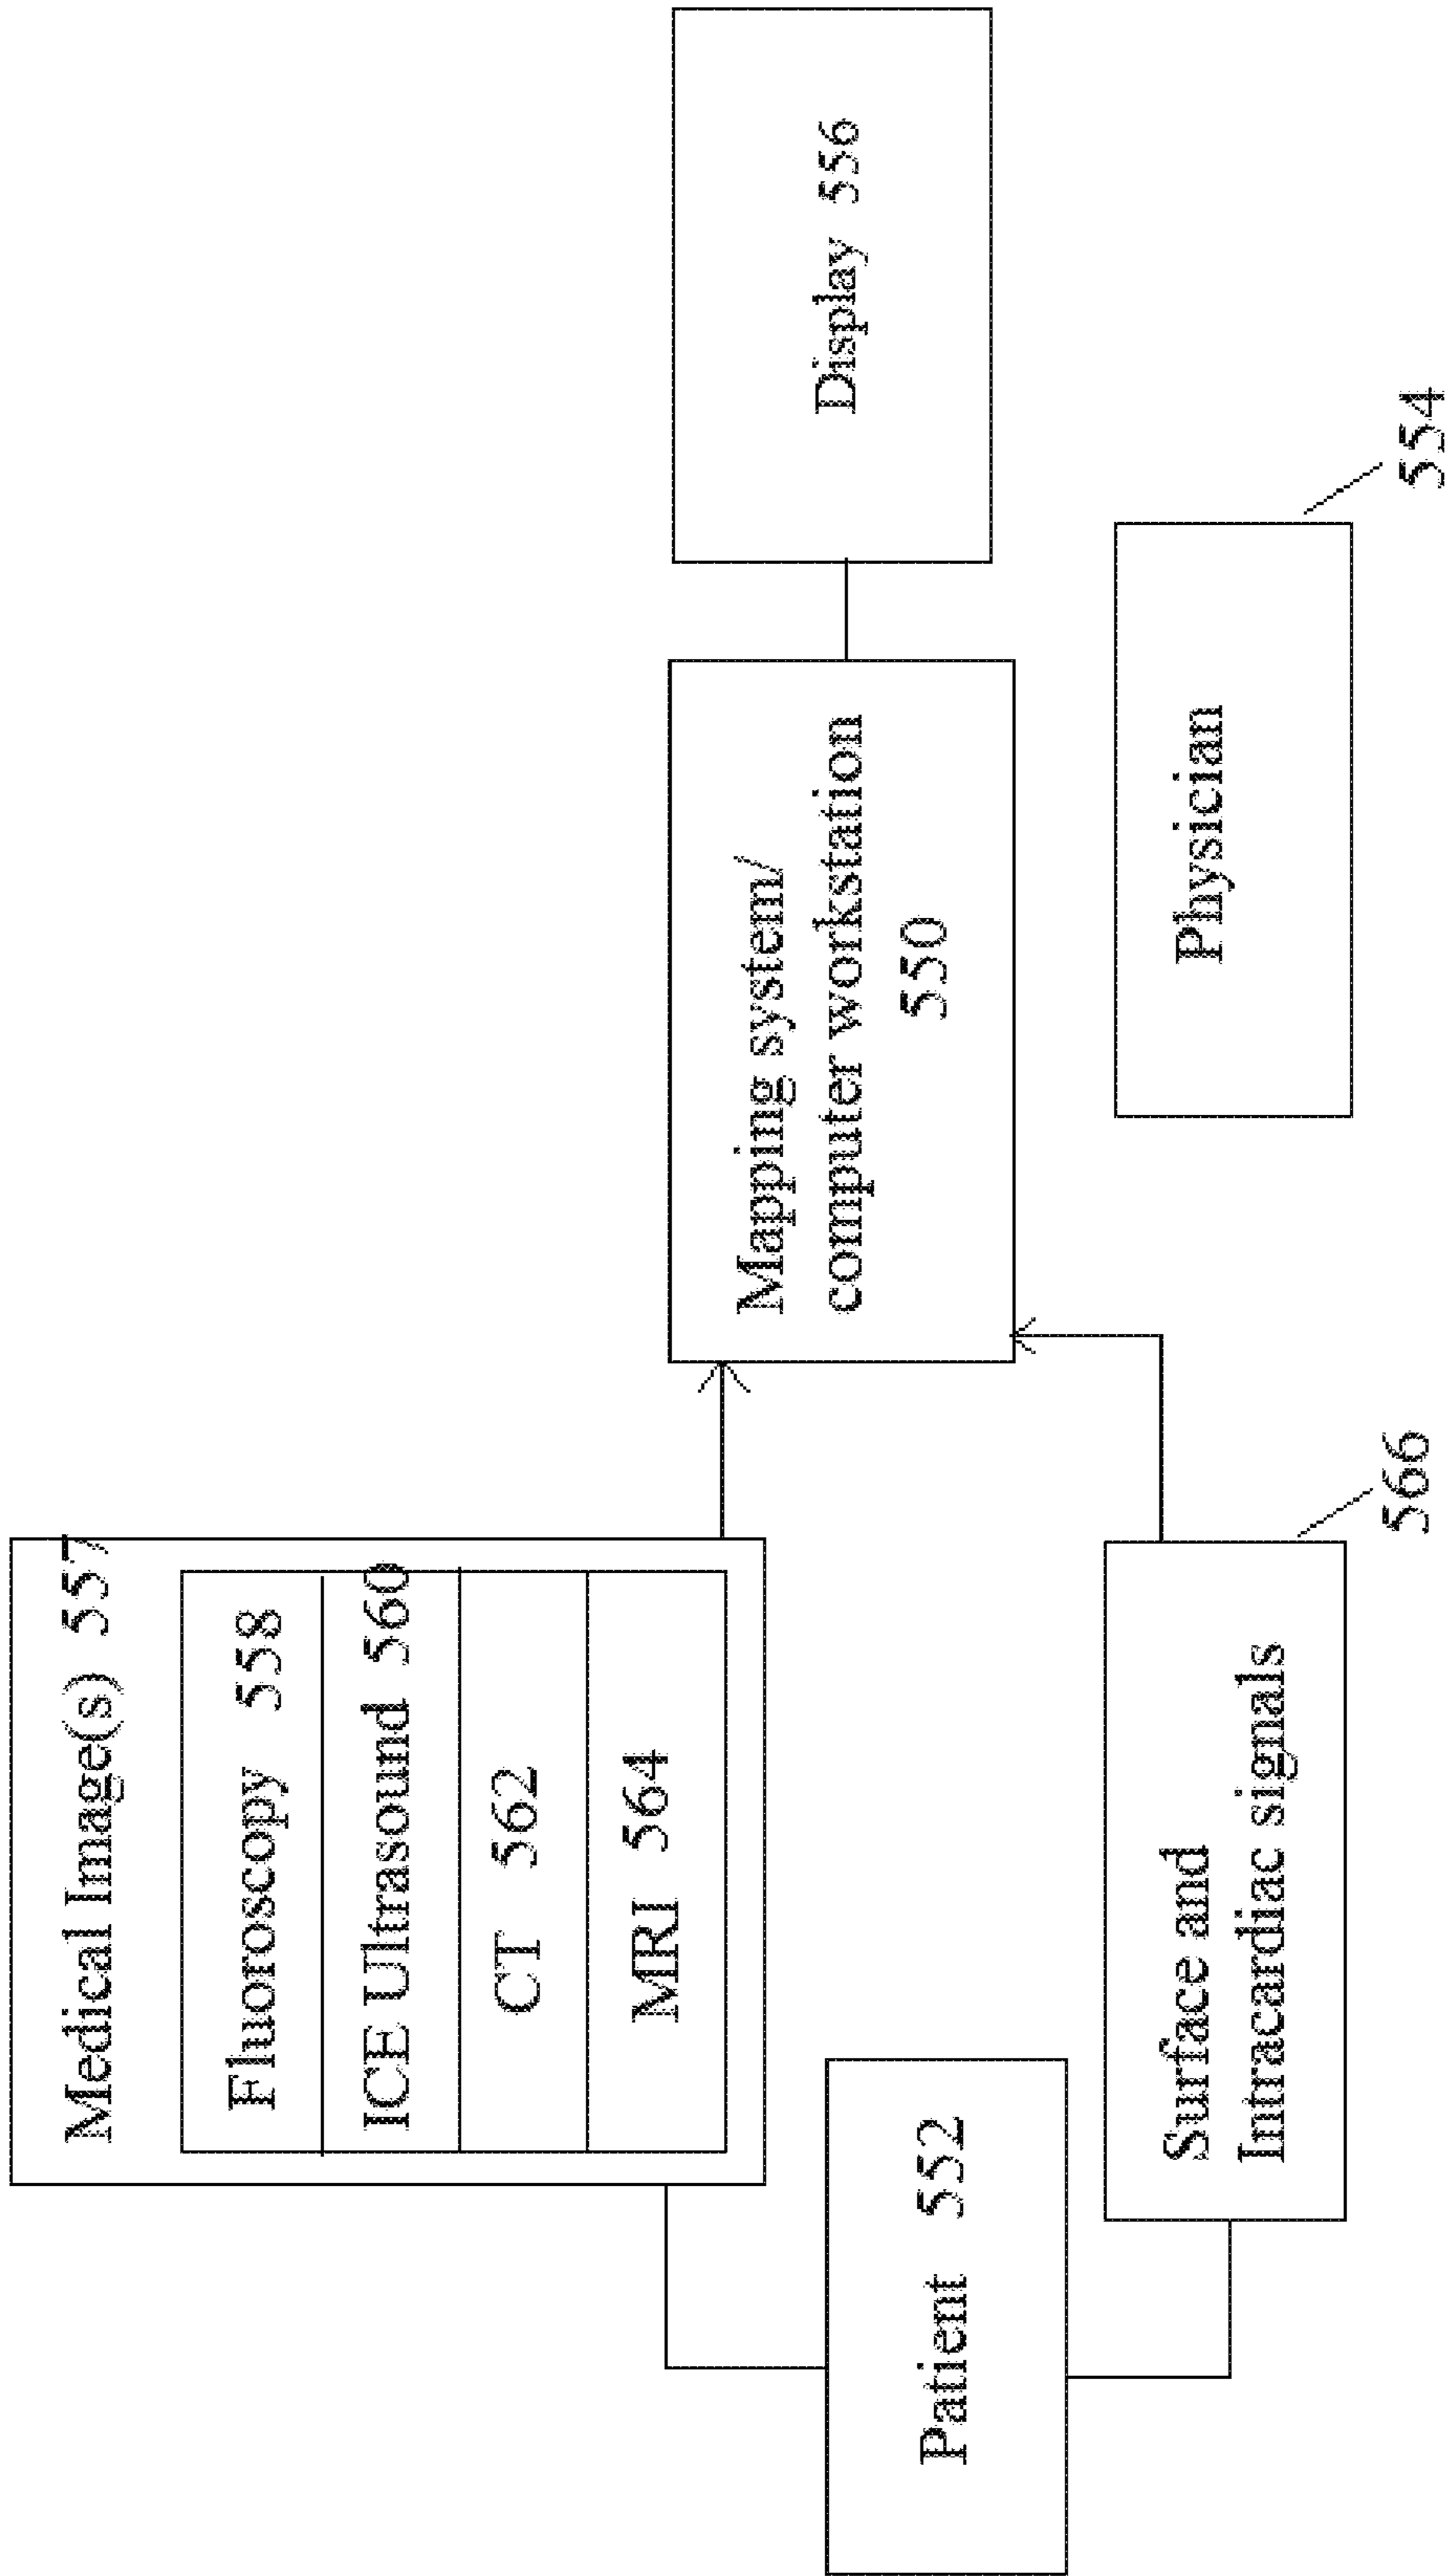 Medical Image(s) 557
Fluoroscopy 558
ICE Ultrasound 560
CT 562
MRI 564
Patient 552
Surface and
Intracardiac signals
566
Mapping system/
computer workstation
550
Display 556
Physician
554